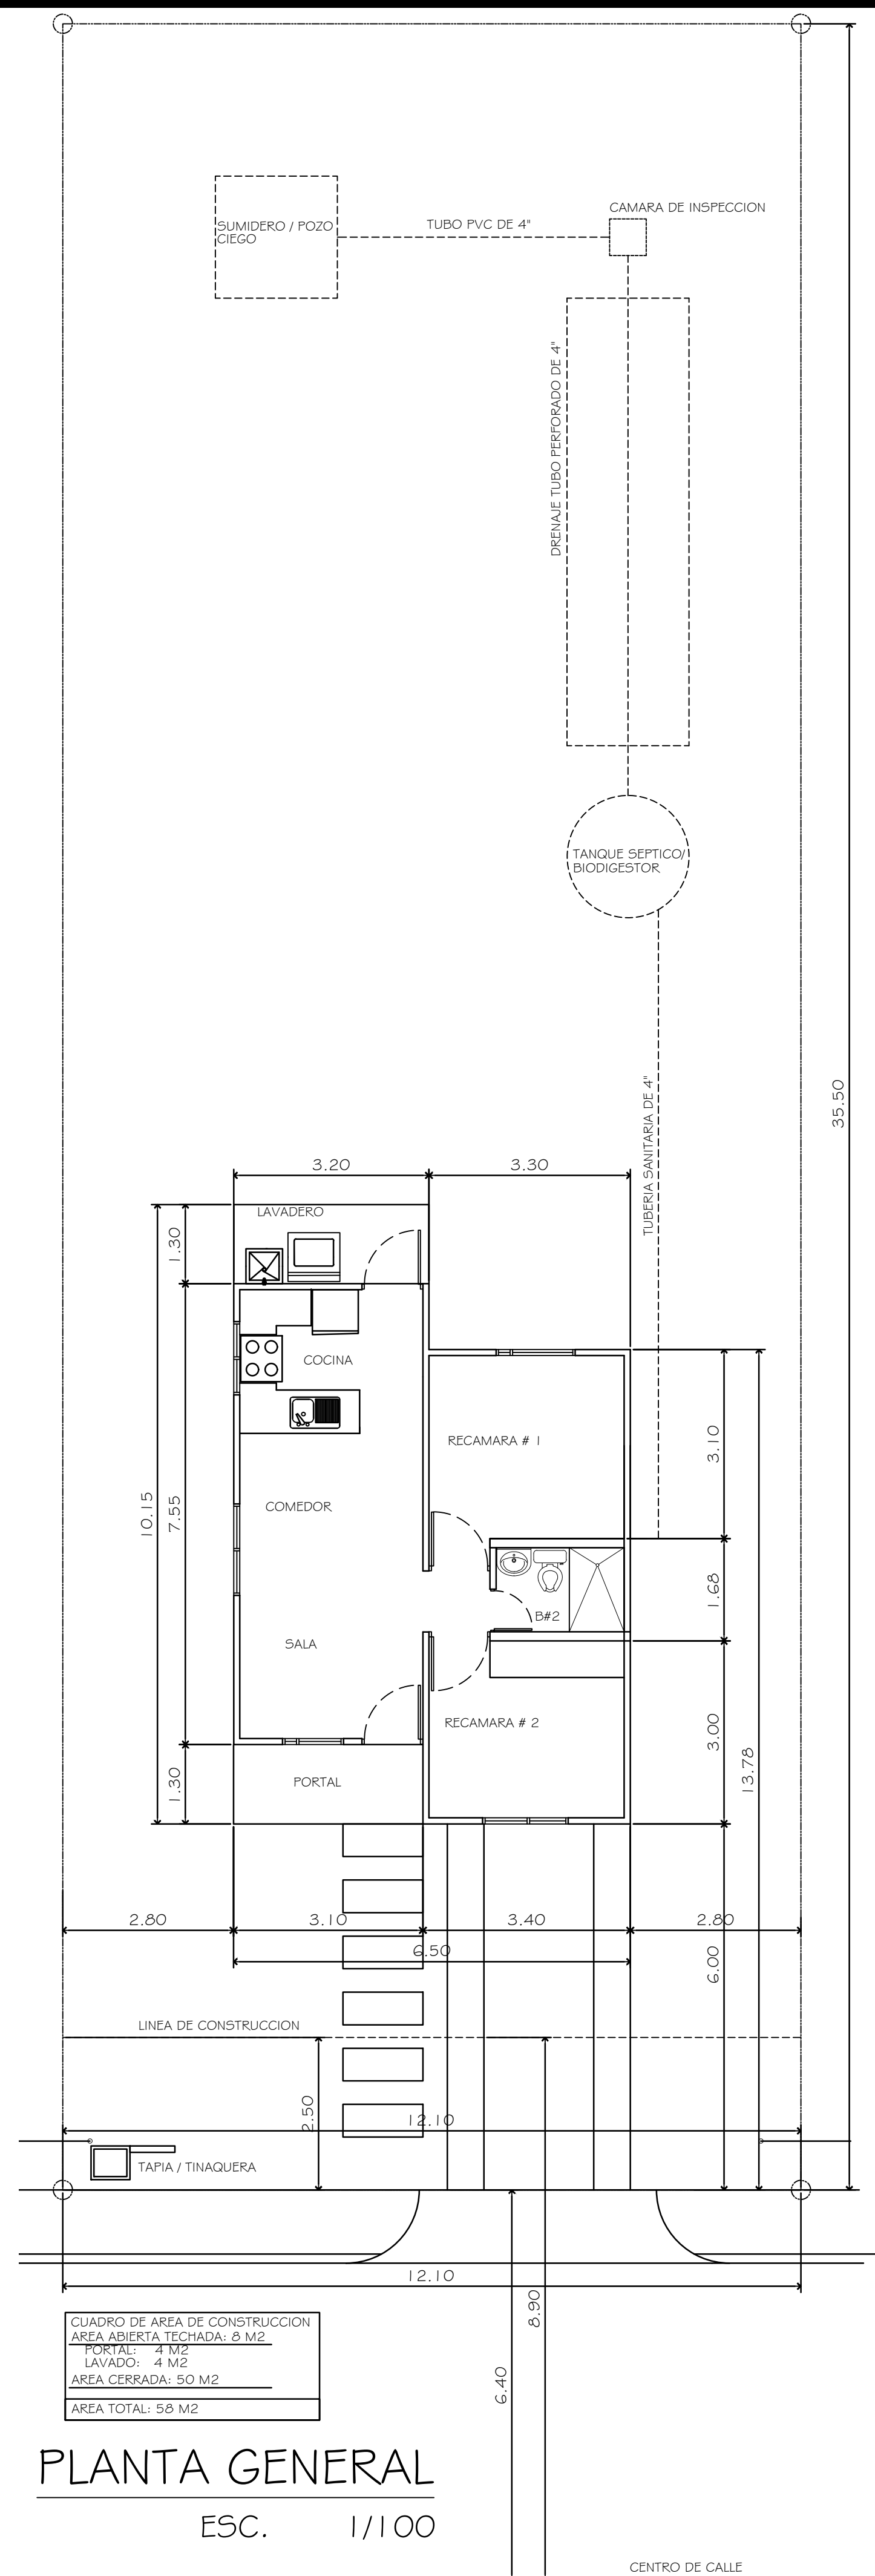 CAMARA DE INSPECCION
TUBO PVC DE 4"
SUMIDERO / POZO
CIEGO
DRENAJE TUBO PERFORADO DE 4"
TANQUE SEPTICO/
BIODIGESTOR
35.50
TUBERIA SANITARIA DE 4"
3.20
3.30
LAVADERO
1.30
COCINA
RECAMARA # 1
3.10
10.15
7.55
COMEDOR
1.68
B#2
SALA
RECAMARA # 2
3.00
13.78
1.30
PORTAL
2.80
3.10
3.40
2.80
6.50
6.00
LINEA DE CONSTRUCCION
2.50
12.10
TAPIA / TINAQUERA
12.10
8.90
6.40
CUADRO DE AREA DE CONSTRUCCION
AREA ABIERTA TECHADA: 8 M2
PORTAL: 4 M2
LAVADO: 4 M2
AREA CERRADA: 50 M2
AREA TOTAL: 58 M2
PLANTA GENERAL
ESC. 1/100
CENTRO DE CALLE